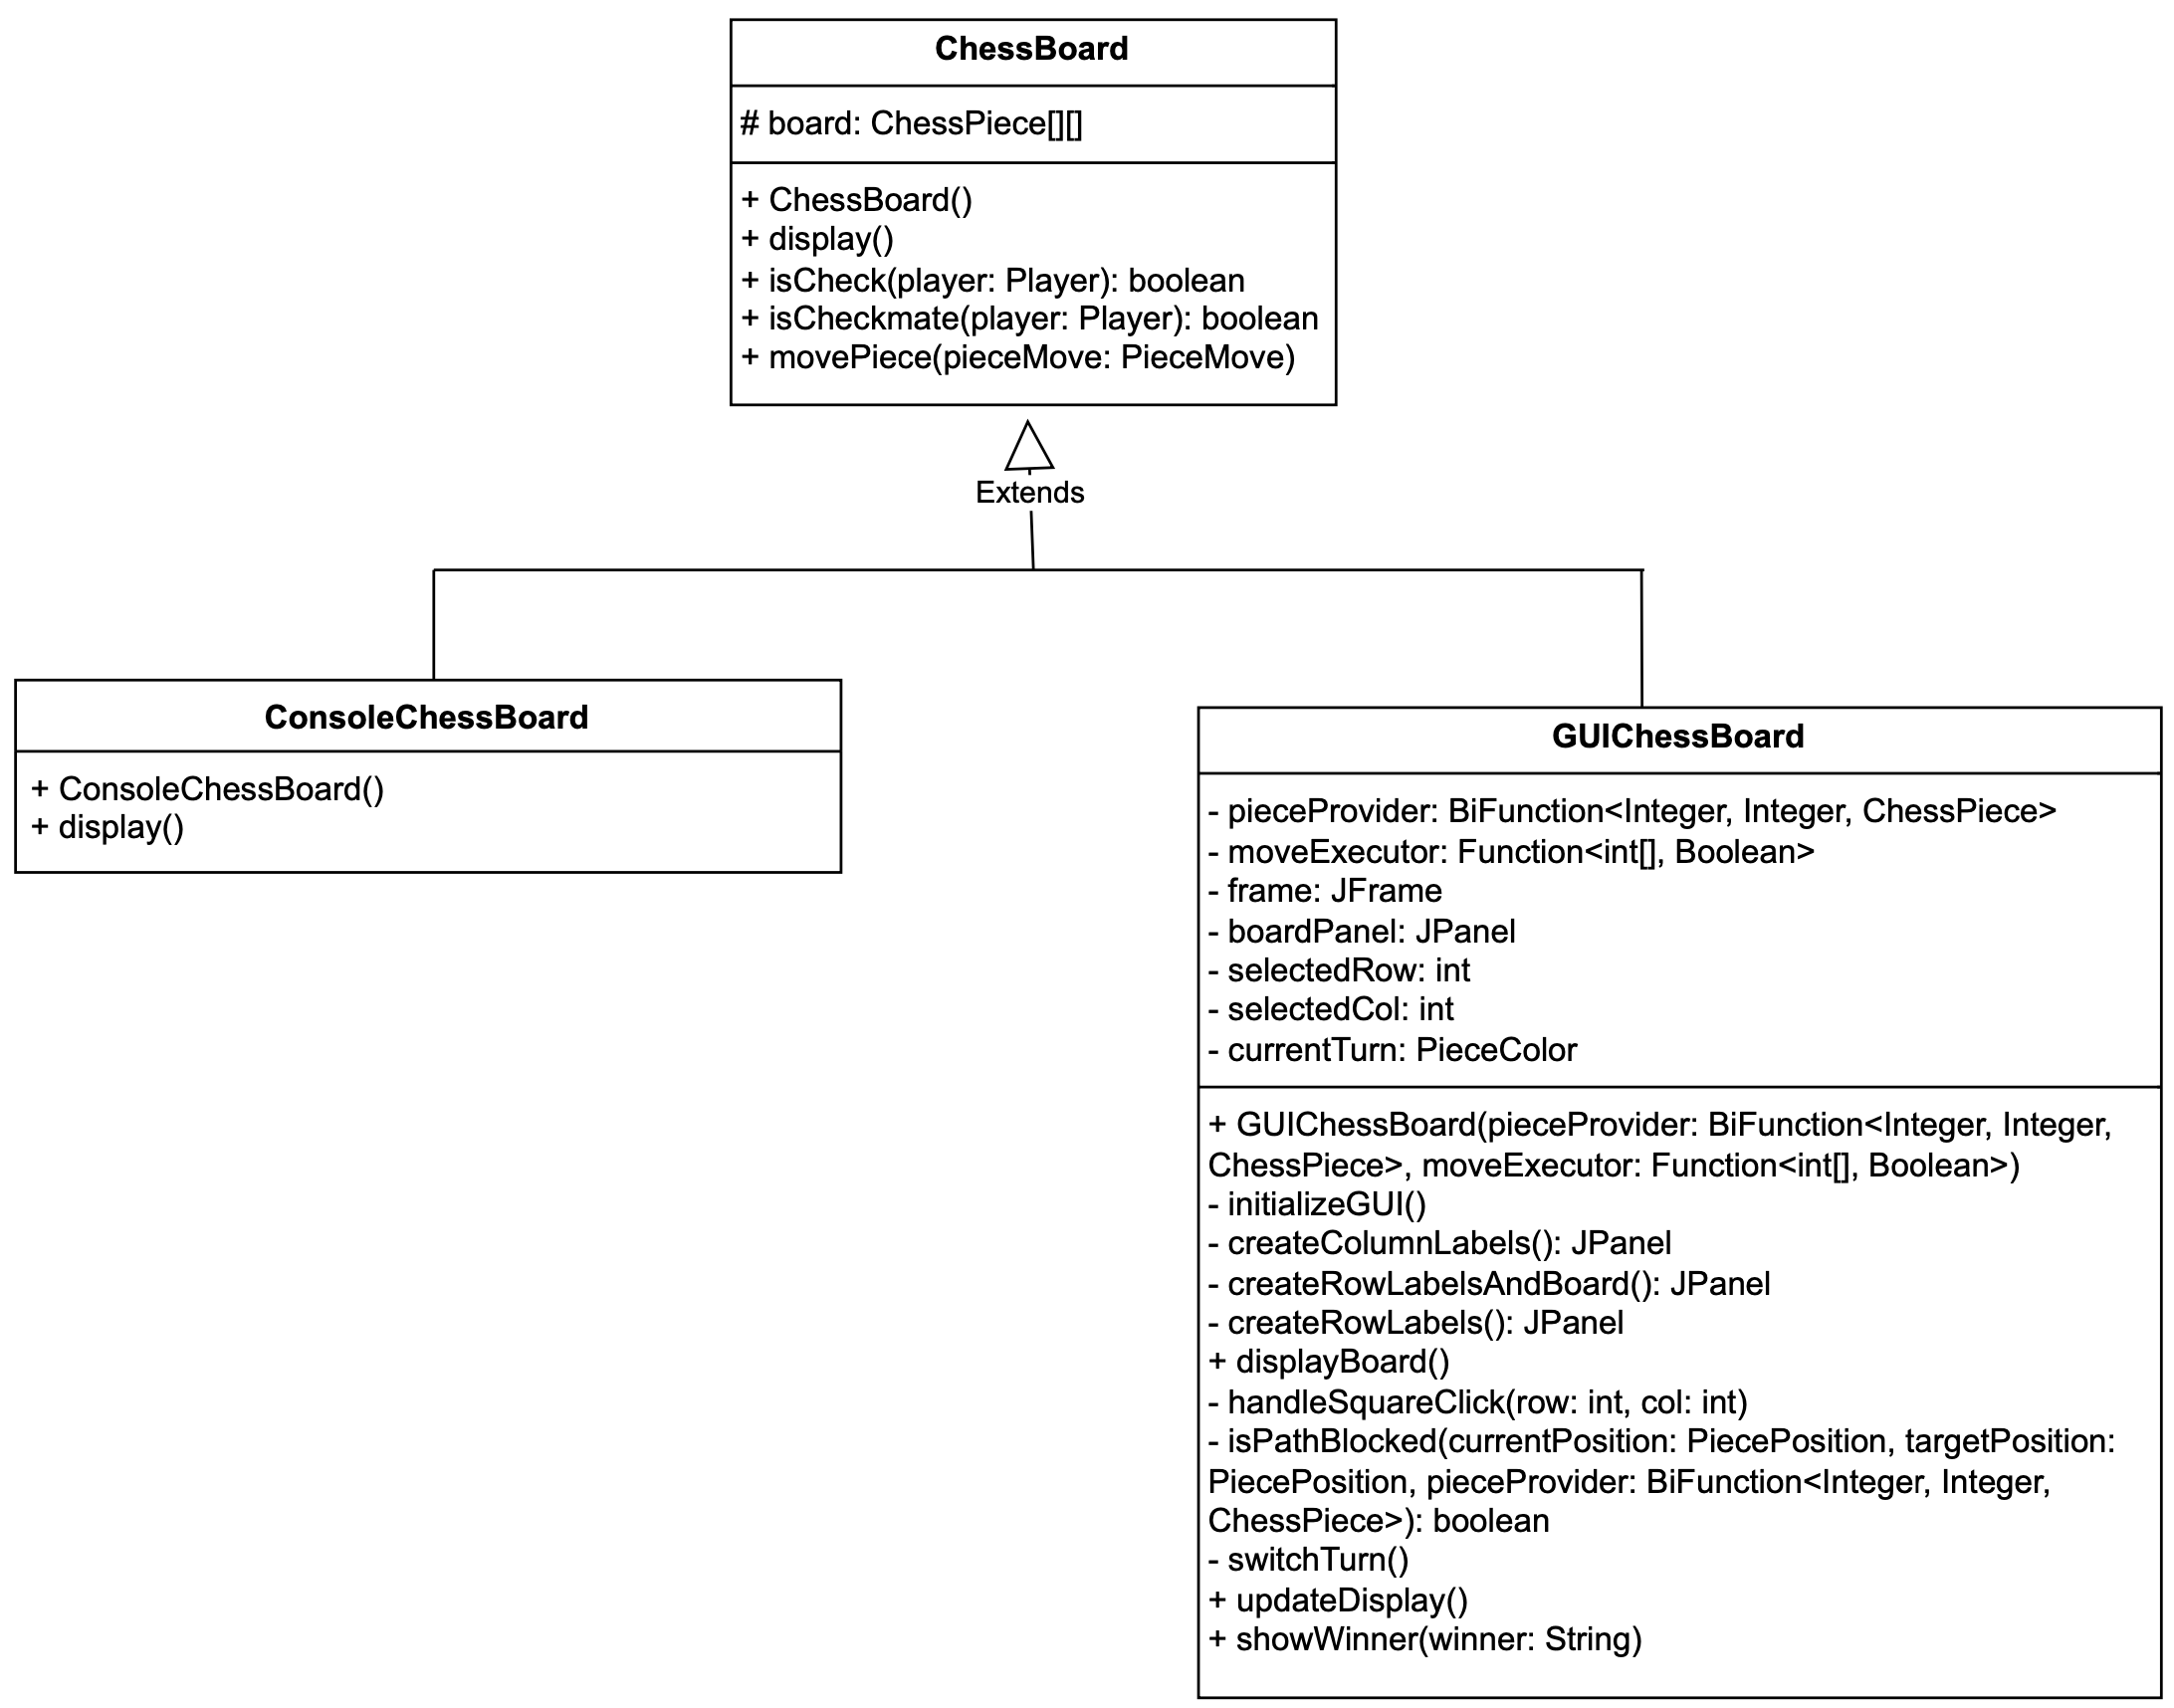 ChessBoard
# board: ChessPiece[][]
+ ChessBoard()
+ display()
+ isCheck(player: Player): boolean
+ isCheckmate(player: Player): boolean
+ movePiece(pieceMove: PieceMove)
Extends
ConsoleChessBoard
+ ConsoleChessBoard()
+ display()
GUIChessBoard
- pieceProvider: BiFunction<Integer, Integer, ChessPiece>
- moveExecutor: Function<int[], Boolean>
- frame: JFrame
- boardPanel: JPanel
- selectedRow: int
- selectedCol: int
- currentTurn: PieceColor
+ GUIChessBoard(pieceProvider: BiFunction<Integer, Integer,
ChessPiece>, moveExecutor: Function<int[], Boolean>)
- initializeGUI()
- createColumnLabels(): JPanel
- createRowLabelsAndBoard(): JPanel
- createRowLabels(): JPanel
+ displayBoard()
- handleSquareClick(row: int, col: int)
- isPathBlocked(currentPosition: PiecePosition, targetPosition:
PiecePosition, pieceProvider: BiFunction<Integer, Integer,
ChessPiece>): boolean
- switchTurn()
+ updateDisplay()
+ showWinner(winner: String)